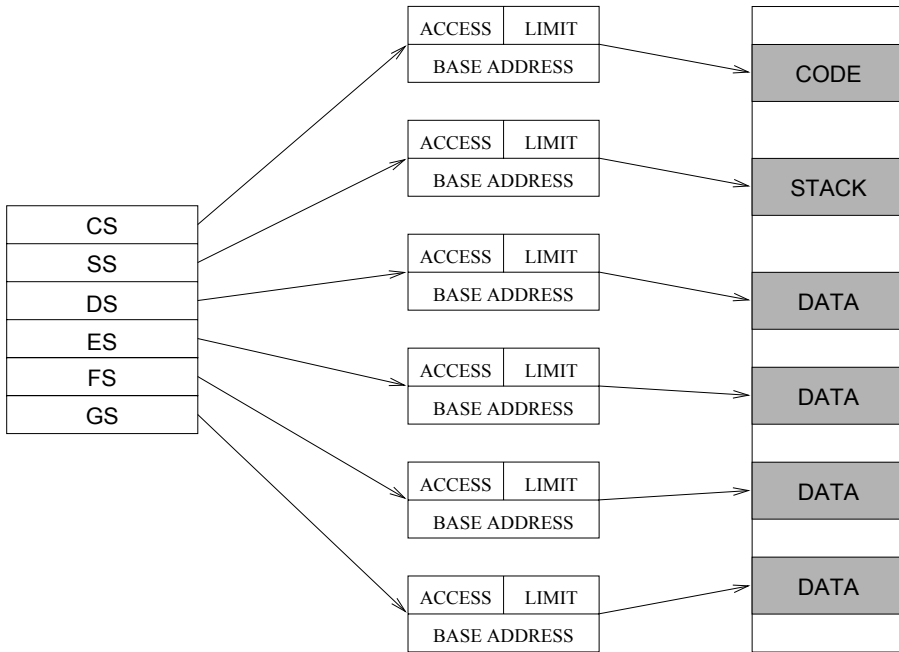 ACCESS LIMIT
BASE ADDRESS
CODE
ACCESS LIMIT
BASE ADDRESS
STACK
CS
SS
DS
ES
FS
GS
ACCESS LIMIT
BASE ADDRESS
DATA
ACCESS LIMIT
BASE ADDRESS
DATA
ACCESS LIMIT
BASE ADDRESS
DATA
ACCESS LIMIT
BASE ADDRESS
DATA